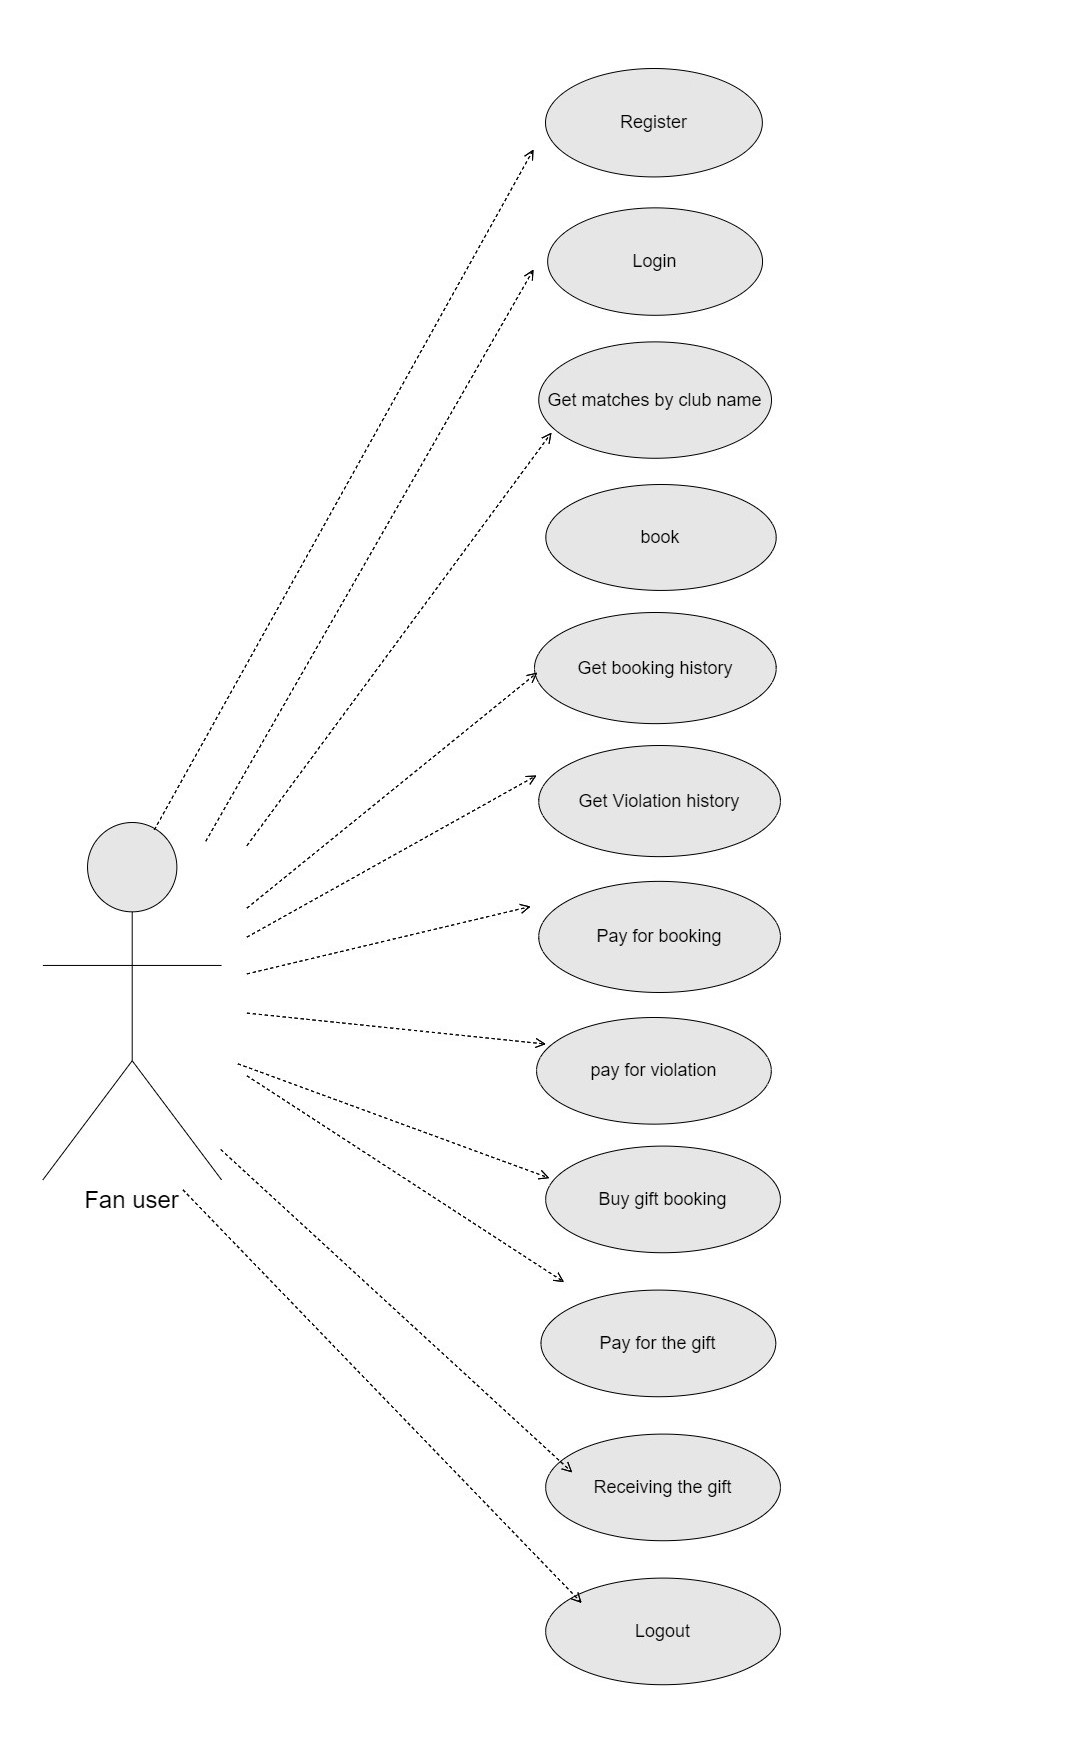 Register
Login
Get matches by club name
book
Get booking history
Get Violation history
Pay for booking
pay for violation
Buy gift booking
Fan user
Pay for the gift
Receiving the gift
Logout